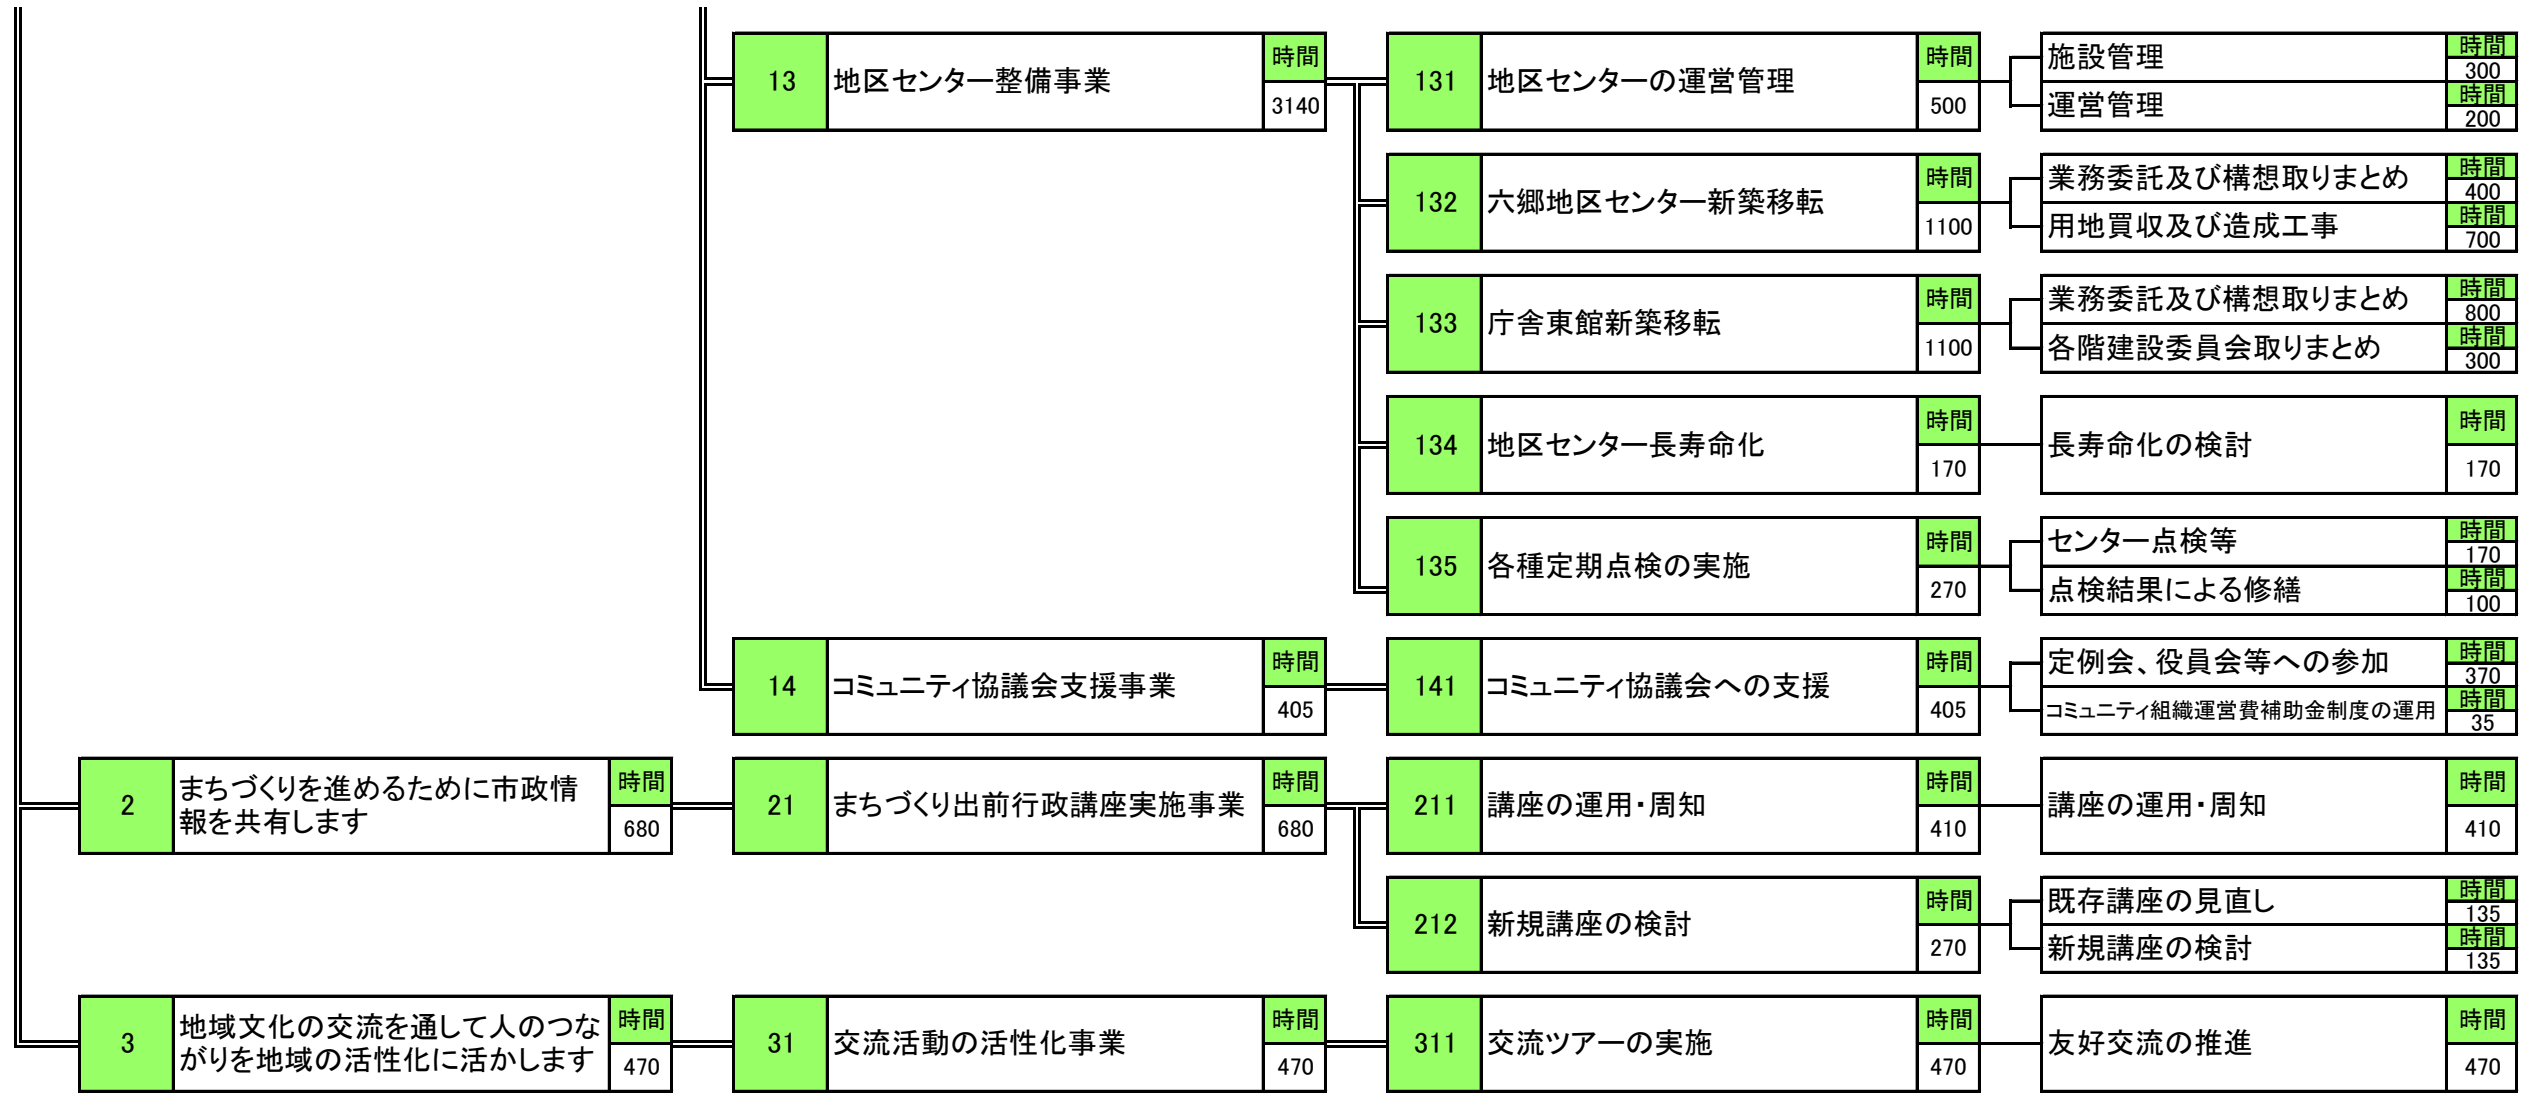 13
地区センター整備事業
時間
3140
131
地区センターの運営管理
時間
500
施設管理
時間
300
運営管理
時間
200
132
六郷地区センター新築移転
時間
1100
業務委託及び構想取りまとめ
時間
400
用地買収及び造成工事
時間
700
133
庁舎東館新築移転
時間
1100
業務委託及び構想取りまとめ
時間
800
各階建設委員会取りまとめ
時間
300
134
地区センター長寿命化
時間
170
長寿命化の検討
時間
170
135
各種定期点検の実施
時間
270
センター点検等
時間
170
点検結果による修繕
時間
100
14
コミュニティ協議会支援事業
時間
405
141
コミュニティ協議会への支援
時間
405
定例会、役員会等への参加
時間
370
コミュニティ組織運営費補助金制度の運用
時間
35
2
まちづくりを進めるために市政情
報を共有します
時間
680
21
まちづくり出前行政講座実施事業
時間
680
211
講座の運用・周知
時間
410
講座の運用・周知
時間
410
212
新規講座の検討
時間
270
既存講座の見直し
時間
135
新規講座の検討
時間
135
3
地域文化の交流を通して人のつな
がりを地域の活性化に活かします
時間
470
31
交流活動の活性化事業
時間
470
311
交流ツアーの実施
時間
470
友好交流の推進
時間
470